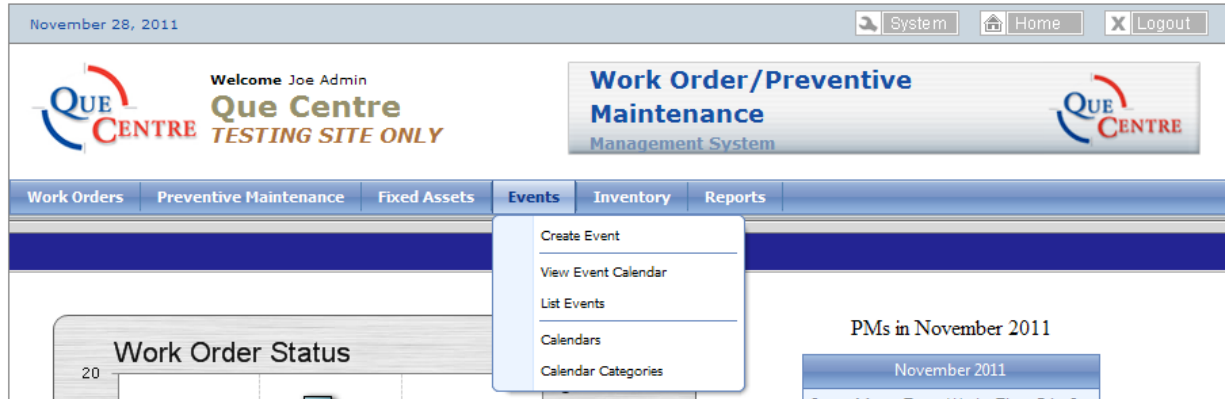 November 28, 2011
System
Home
X Logout
QUE CENTRE
Welcome Joe Admin
Que Centre
TESTING SITE ONLY
Work Order/Preventive
Maintenance
Management System
QUE CENTRE
Work Orders Preventive Maintenance Fixed Assets Events Inventory Reports
Create Event
View Event Calendar
List Events
Calendars
Calendar Categories
Work Order Status
20
PMs in November 2011
November 2011